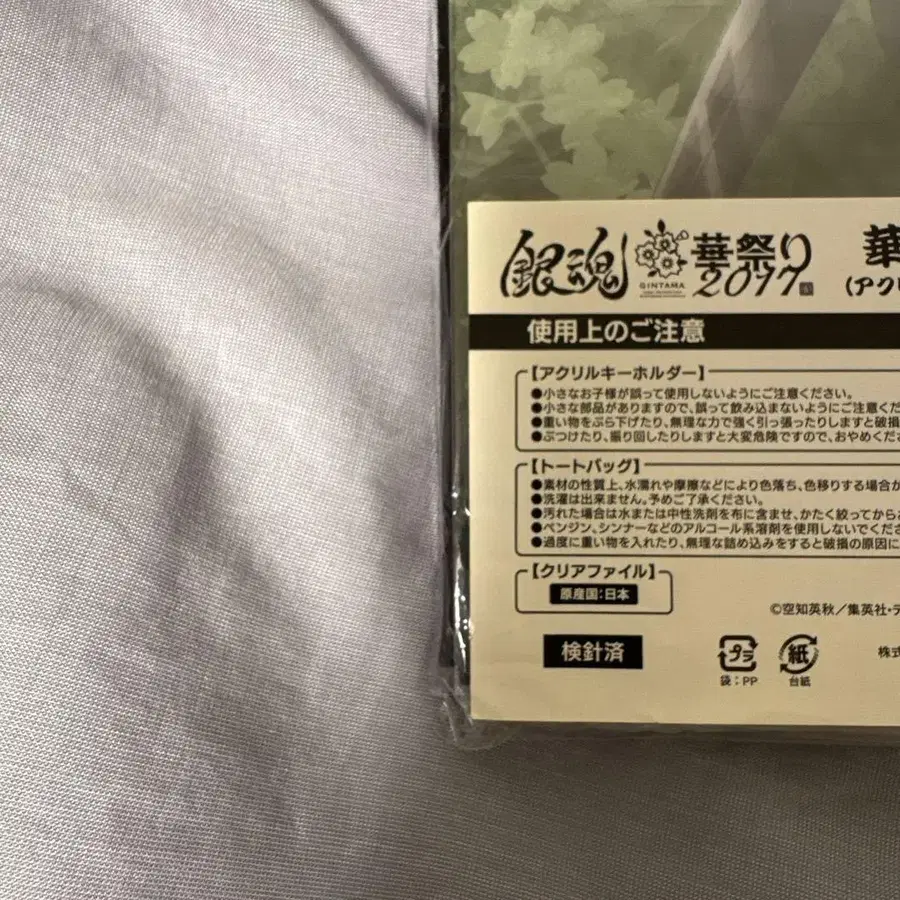 銀魂 華祭り 2017
GINTAMA
華
(アクリ
使用上のご注意
【アクリルキーホルダー】
●小さなお子様が誤って使用しないようにご注意ください。
●小さな部品がありますので、誤って飲み込まないようにご注意くだ
●重い物をぶら下げたり、無理な力で強く引っ張ったりしますと破損
●ぶつけたり、振り回したりしますと大変危険ですので、おやめくださ
【トートバッグ】
●素材の性質上、水濡れや摩擦などにより色落ち、色移りする場合が
●洗濯は出来ません。予めご了承ください。
●汚れた場合は水または中性洗剤を布に含ませ、かたく絞ってから
●ベンジン、シンナーなどのアルコール系溶剤を使用しないでくださ
●過度に重い物を入れたり、無理な詰め込みをすると破損の原因に
【クリアファイル】
原産国:日本
©空知英秋/集英社・テ
検針済
プラ
袋:PP
紙
台紙
株式